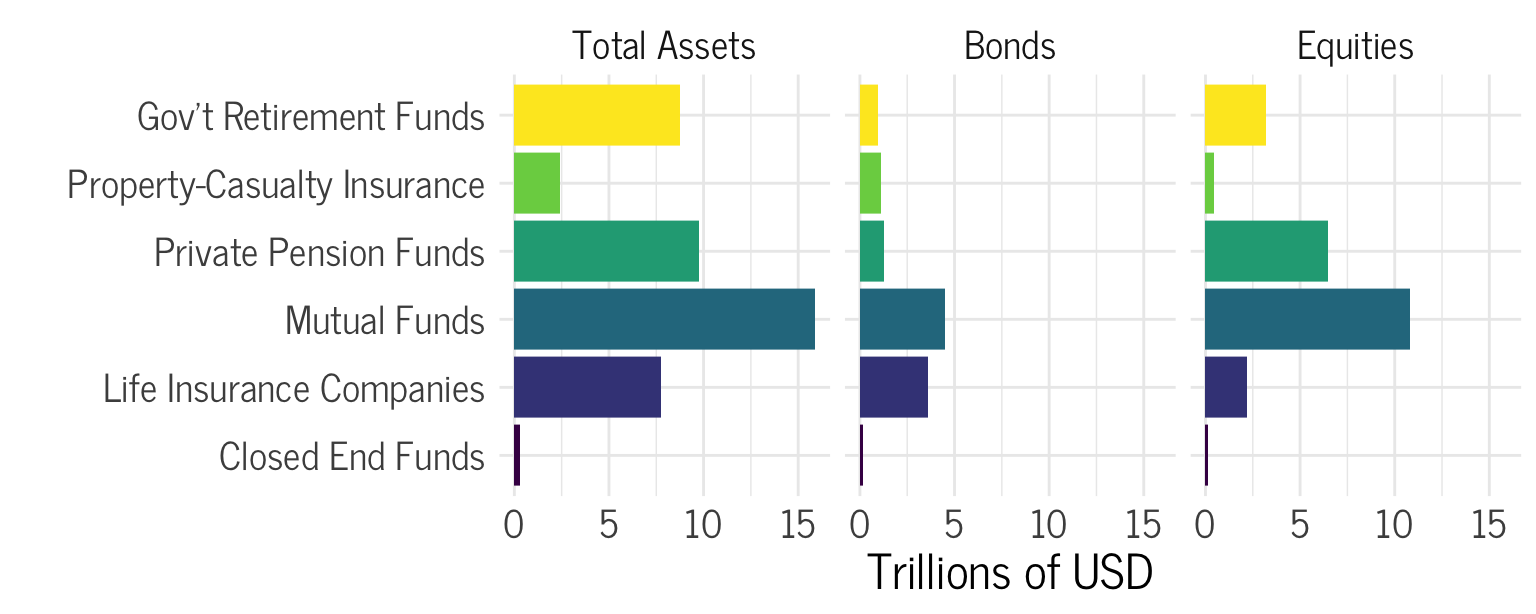 Total Assets Bonds Equities
Gov’t Retirement Funds
Property-Casualty Insurance
Private Pension Funds
Mutual Funds
Life Insurance Companies
Closed End Funds
0 5 10 15 0 5 10 15 0 5 10 15
Trillions of USD